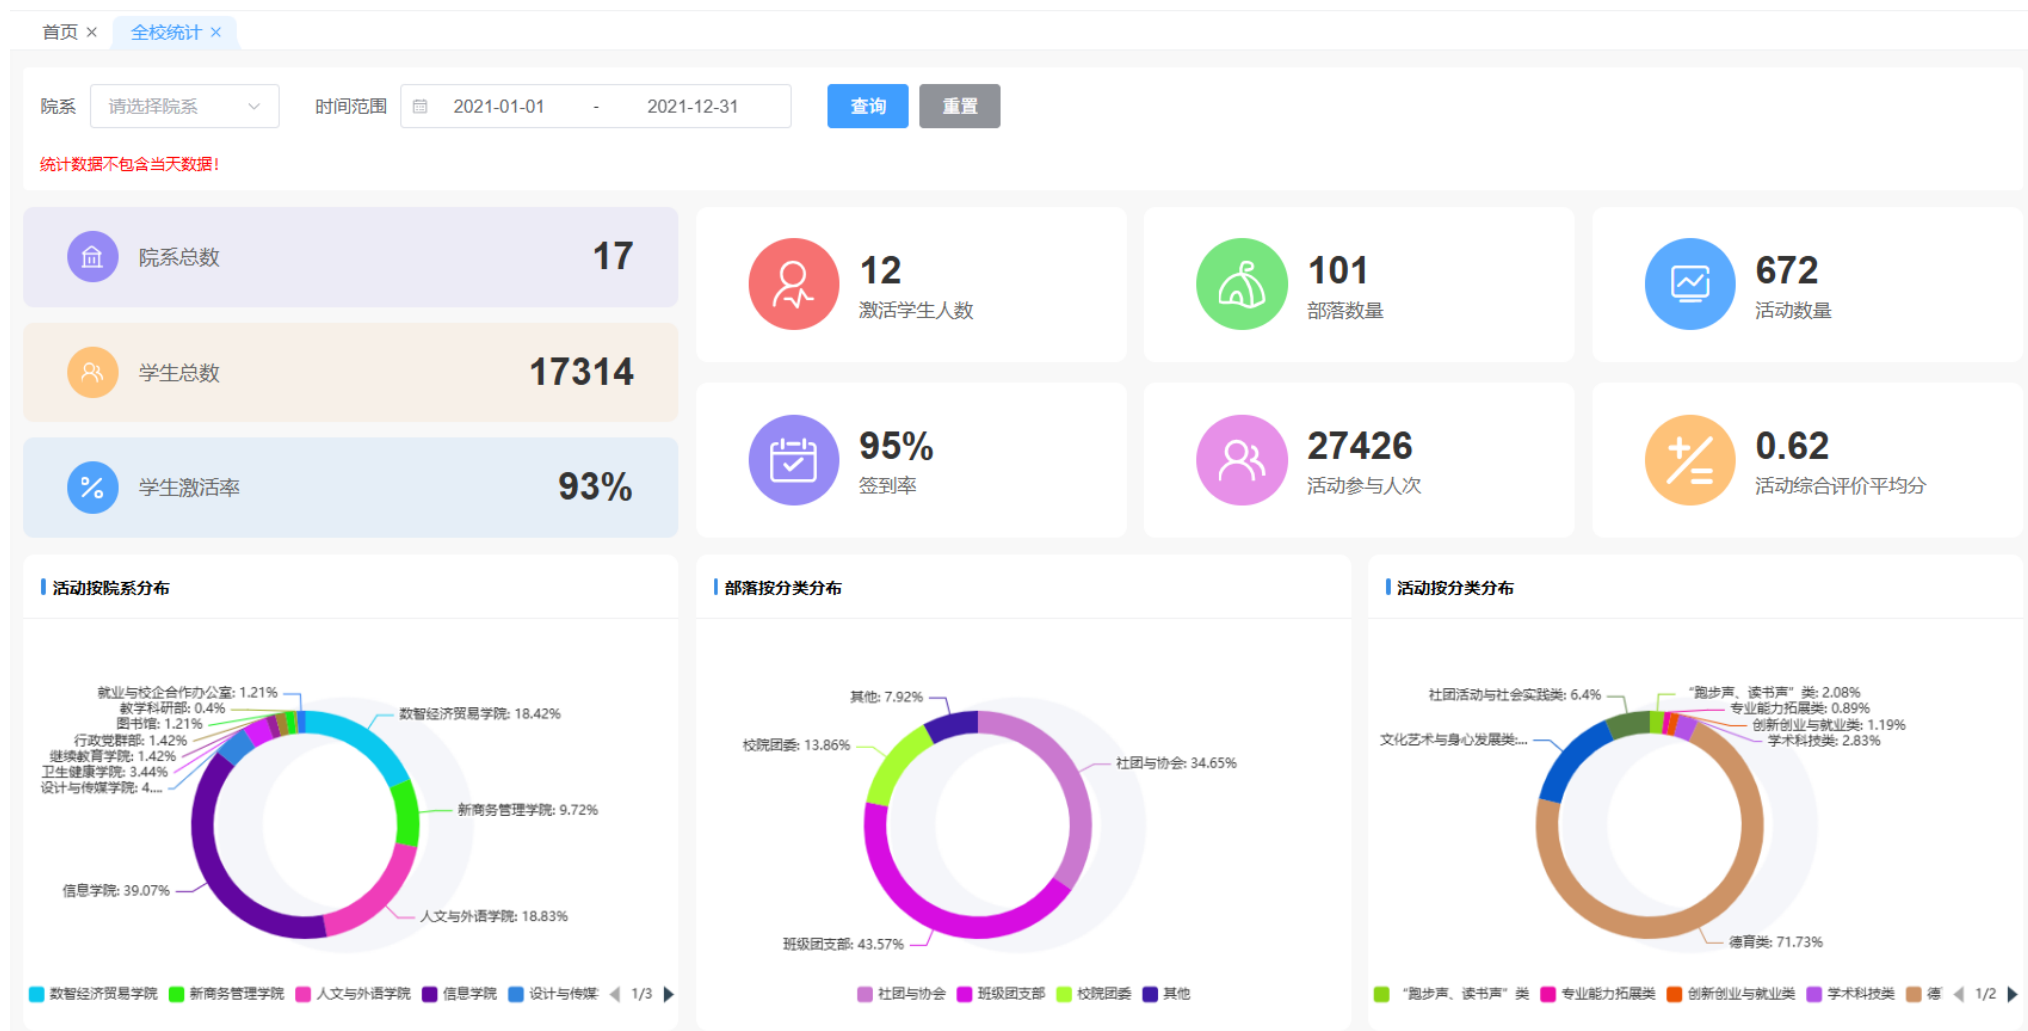 首页 ×
全校统计 ×
院系
请选择院系
时间范围
2021-01-01
-
2021-12-31
查询
重置
统计数据不包含当天数据!
院系总数
17
学生总数
17314
学生激活率
93%
12
激活学生人数
101
部落数量
672
活动数量
95%
签到率
27426
活动参与人次
0.62
活动综合评价平均分
活动按院系分布
就业与校企合作办公室: 1.21%
教学科研部: 0.4%
图书馆: 1.21%
行政党群部: 1.42%
继续教育学院: 1.42%
卫生健康学院: 3.44%
设计与传媒学院: 4....
信息学院: 39.07%
数智经济贸易学院: 18.42%
新商务管理学院: 9.72%
人文与外语学院: 18.83%
数智经济贸易学院
新商务管理学院
人文与外语学院
信息学院
设计与传媒
1/3
部落按分类分布
其他: 7.92%
校院团委: 13.86%
社团与协会: 34.65%
班级团支部: 43.57%
社团与协会
班级团支部
校院团委
其他
活动按分类分布
社团活动与社会实践类: 6.4%
文化艺术与身心发展类:...
“跑步声、读书声”类: 2.08%
专业能力拓展类: 0.89%
创新创业与就业类: 1.19%
学术科技类: 2.83%
德育类: 71.73%
“跑步声、读书声”类
专业能力拓展类
创新创业与就业类
学术科技类
德
1/2